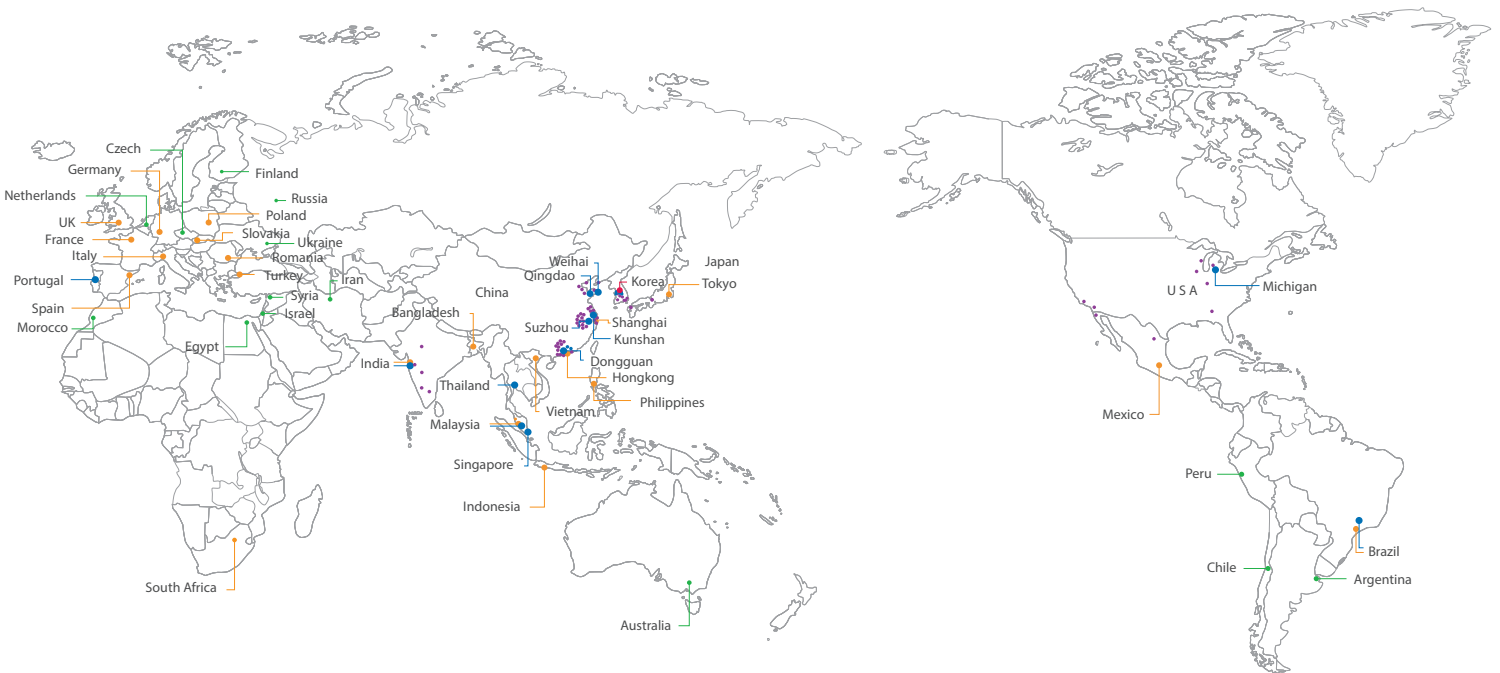 Czech
Germany
Finland
Netherlands
Russia
Poland
UK
Slovakia
France
Ukraine
Italy
Romania
Portugal
Turkey
Iran
Spain
Syria
Morocco
Israel
Egypt
South Africa
Weihai
Qingdao
Japan
Korea
Tokyo
China
Bangladesh
Suzhou
Shanghai
Kunshan
India
Dongguan
Hongkong
Thailand
Philippines
Vietnam
Malaysia
Singapore
Indonesia
Australia
USA
Michigan
Mexico
Peru
Brazil
Chile
Argentina